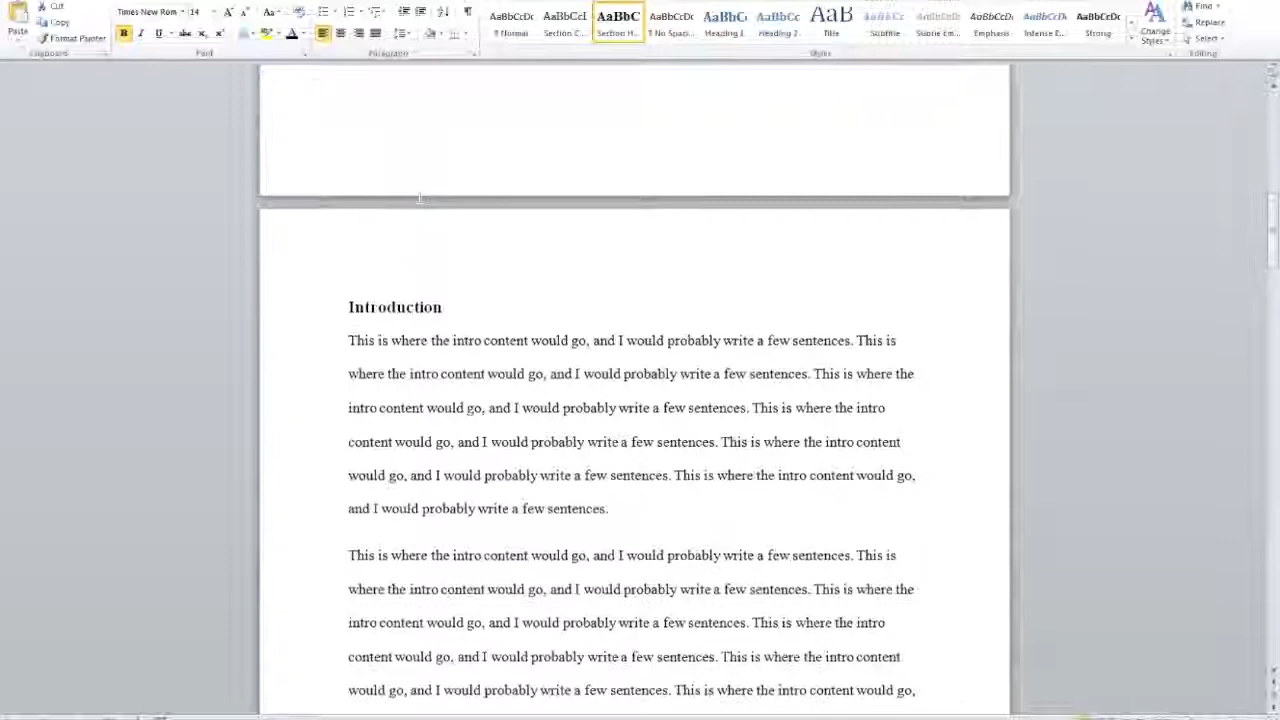 Cut
Times New Rom 14
AaBbCcDc AaBbCcI AaBbC AaBbCcDc AaBbC AaBbCc AaB AaBbCcD AaBbCcDc AaBbCcD AaBbCcD AaBbCcDc
Find
Paste
Copy
Format Painter
B I U abc
¶ Normal Section C... Section H... ¶ No Spaci... Heading 1 Heading 2 Title Subtitle Subtle Em... Emphasis Intense E... Strong
Change Styles
Replace
Select
Clipboard Font Paragraph Styles Editing
Introduction
This is where the intro content would go, and I would probably write a few sentences. This is
where the intro content would go, and I would probably write a few sentences. This is where the
intro content would go, and I would probably write a few sentences. This is where the intro
content would go, and I would probably write a few sentences. This is where the intro content
would go, and I would probably write a few sentences. This is where the intro content would go,
and I would probably write a few sentences.
This is where the intro content would go, and I would probably write a few sentences. This is
where the intro content would go, and I would probably write a few sentences. This is where the
intro content would go, and I would probably write a few sentences. This is where the intro
content would go, and I would probably write a few sentences. This is where the intro content
would go, and I would probably write a few sentences. This is where the intro content would go,